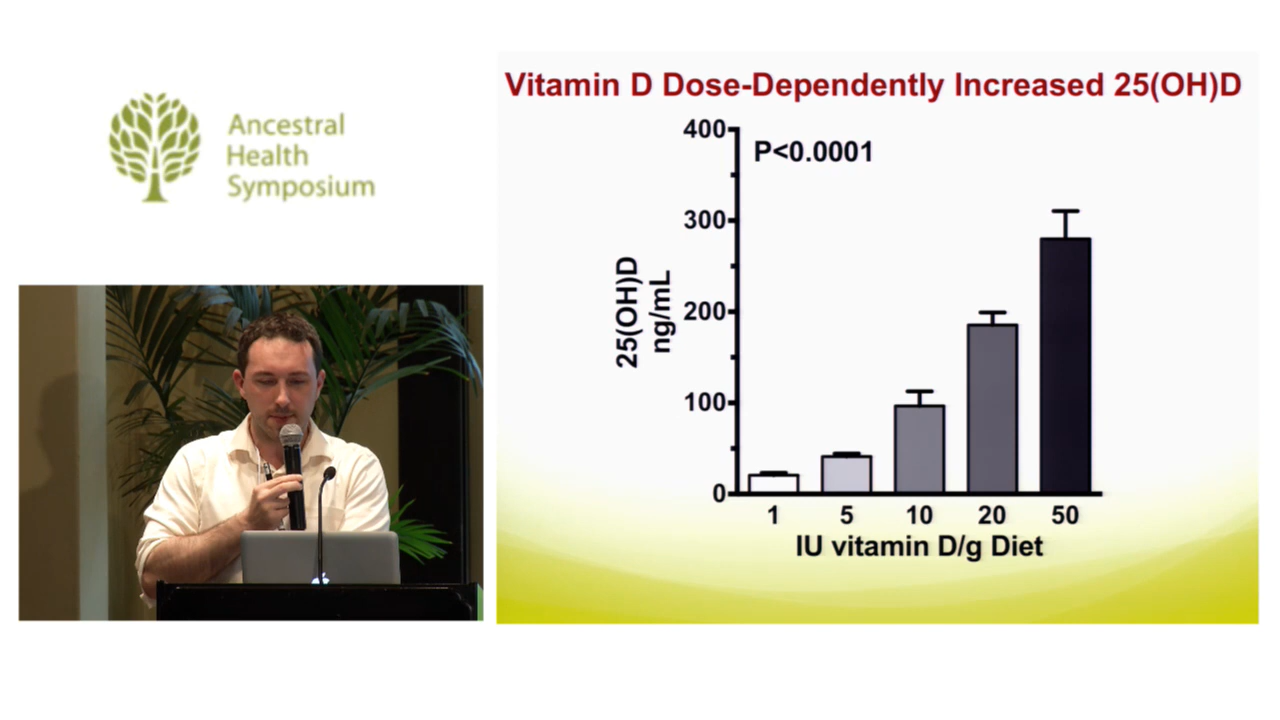 Ancestral
Health
Symposium
Vitamin D Dose-Dependently Increased 25(OH)D
400
P<0.0001
300
200
100
0
25(OH)D
ng/mL
1 5 10 20 50
IU vitamin D/g Diet